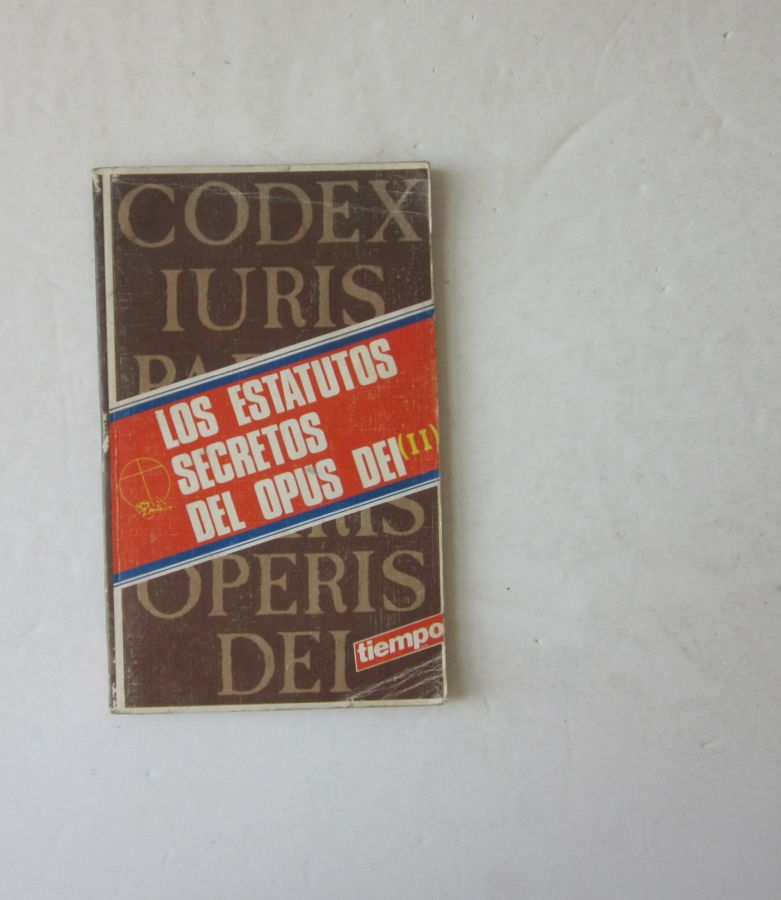 CODEX
IURIS
LOS ESTATUTOS
SECRETOS
DEL OPUS DEI (II)
OPERIS
DEI
tiempo